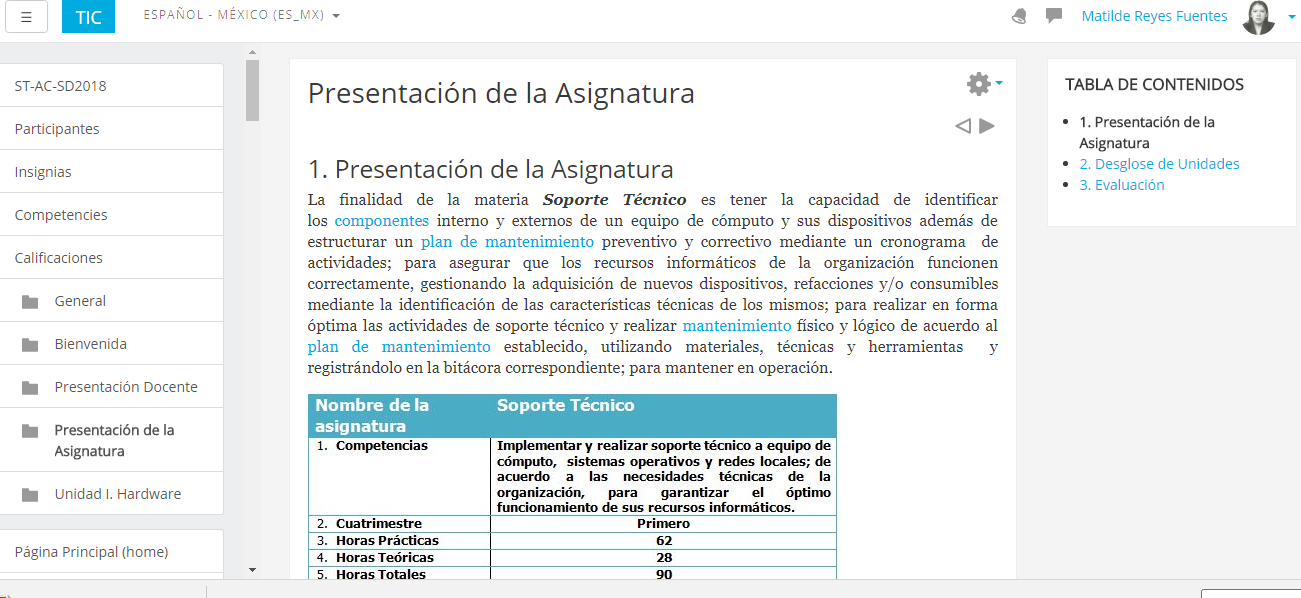 TIC
ESPAÑOL - MÉXICO (ES_MX)
Matilde Reyes Fuentes
ST-AC-SD2018
Participantes
Insignias
Competencies
Calificaciones
General
Bienvenida
Presentación Docente
Presentación de la
Asignatura
Unidad I. Hardware
Página Principal (home)
Presentación de la Asignatura
1. Presentación de la Asignatura
La finalidad de la materia Soporte Técnico es tener la capacidad de identificar
los componentes interno y externos de un equipo de cómputo y sus dispositivos además de
estructurar un plan de mantenimiento preventivo y correctivo mediante un cronograma de
actividades; para asegurar que los recursos informáticos de la organización funcionen
correctamente, gestionando la adquisición de nuevos dispositivos, refacciones y/o consumibles
mediante la identificación de las características técnicas de los mismos; para realizar en forma
óptima las actividades de soporte técnico y realizar mantenimiento físico y lógico de acuerdo al
plan de mantenimiento establecido, utilizando materiales, técnicas y herramientas y
registrándolo en la bitácora correspondiente; para mantener en operación.
Nombre de la
asignatura
Soporte Técnico
1. Competencias
Implementar y realizar soporte técnico a equipo de
cómputo, sistemas operativos y redes locales; de
acuerdo a las necesidades técnicas de la
organización, para garantizar el óptimo
funcionamiento de sus recursos informáticos.
2. Cuatrimestre
Primero
3. Horas Prácticas
62
4. Horas Teóricas
28
5. Horas Totales
90
TABLA DE CONTENIDOS
1. Presentación de la
Asignatura
2. Desglose de Unidades
3. Evaluación